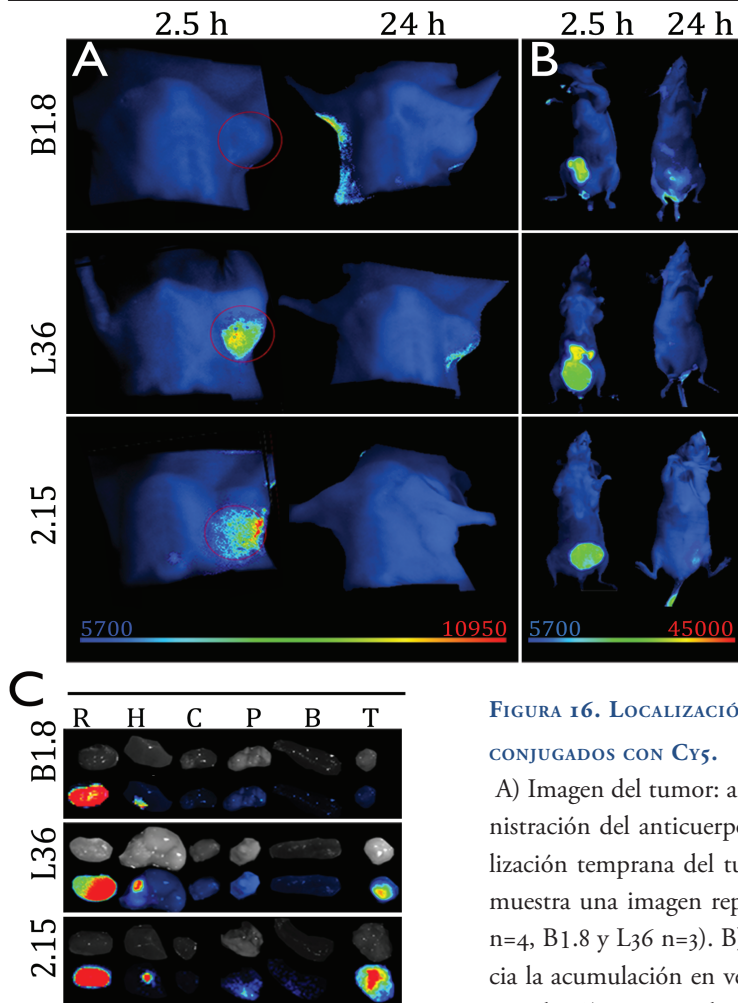 2.5 h 24 h 2.5 h 24 h
A B
B1.8
L36
2.15
5700 10950 5700 45000
C
R H C P B T
B1.8
L36
2.15
FIGURA 16. LOCALIZACIÓ
CONJUGADOS CON CY5.
A) Imagen del tumor: a
nistración del anticuerp
lización temprana del tu
muestra una imagen rep
n=4, B1.8 y L36 n=3). B)
cia la acumulación en ve